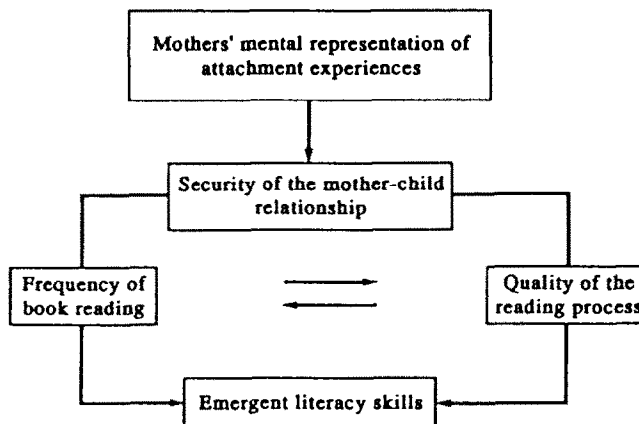 Mothers' mental representation of
attachment experiences
Security of the mother-child
relationship
Frequency of
book reading
Quality of the
reading process
Emergent literacy skills